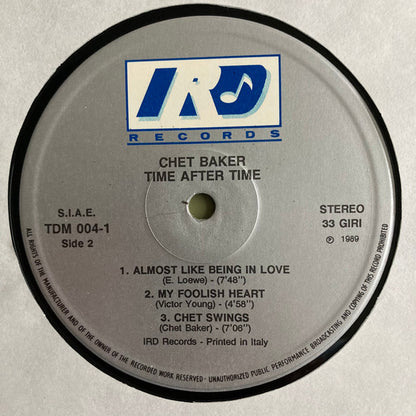 IRD
RECORDS
CHET BAKER
TIME AFTER TIME
S.I.A.E.
TDM 004-1
Side 2
STEREO
33 GIRI
℗ 1989
1. ALMOST LIKE BEING IN LOVE
(E. Loewe) - (7'48")
2. MY FOOLISH HEART
(Victor Young) - (4'58")
3. CHET SWINGS
(Chet Baker) - (7'06")
IRD Records - Printed in Italy
ALL RIGHTS OF THE MANUFACTURER AND OF THE OWNER OF THE RECORDED WORK RESERVED - UNAUTHORIZED PUBLIC PERFORMANCE BROADCASTING AND COPYING OF THIS RECORD PROHIBITED